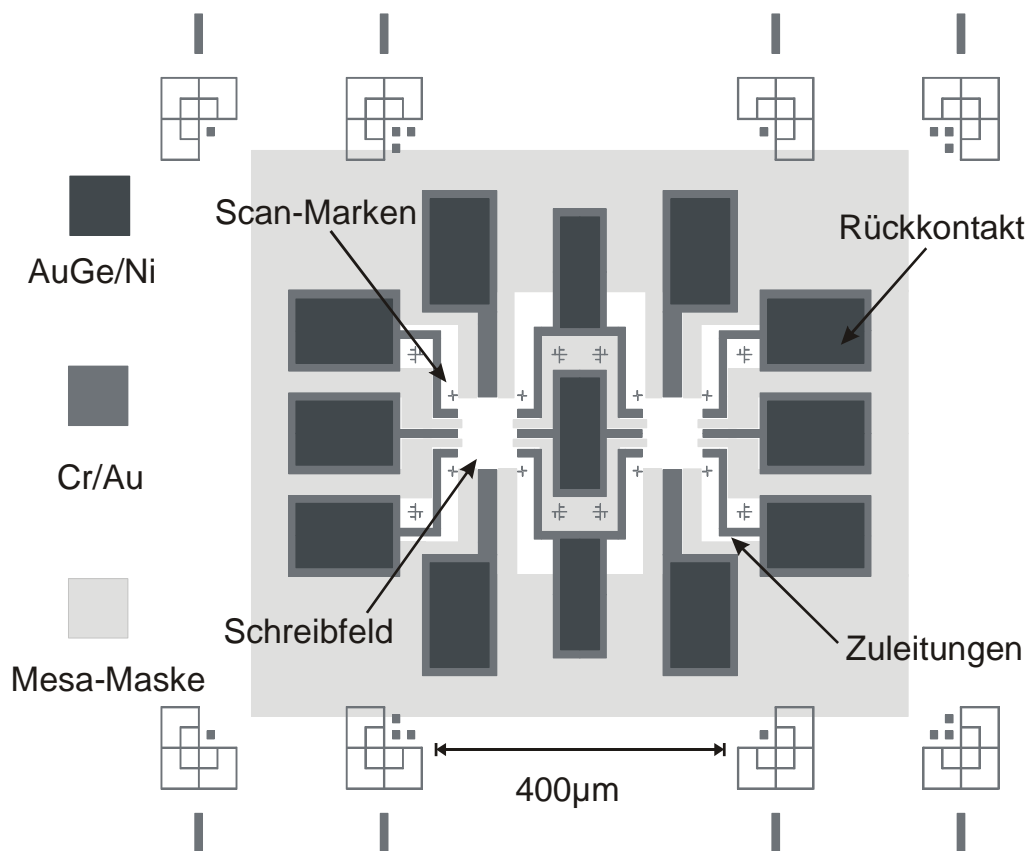 Scan-Marken
Rückkontakt
AuGe/Ni
Cr/Au
Schreibfeld
Zuleitungen
Mesa-Maske
400µm